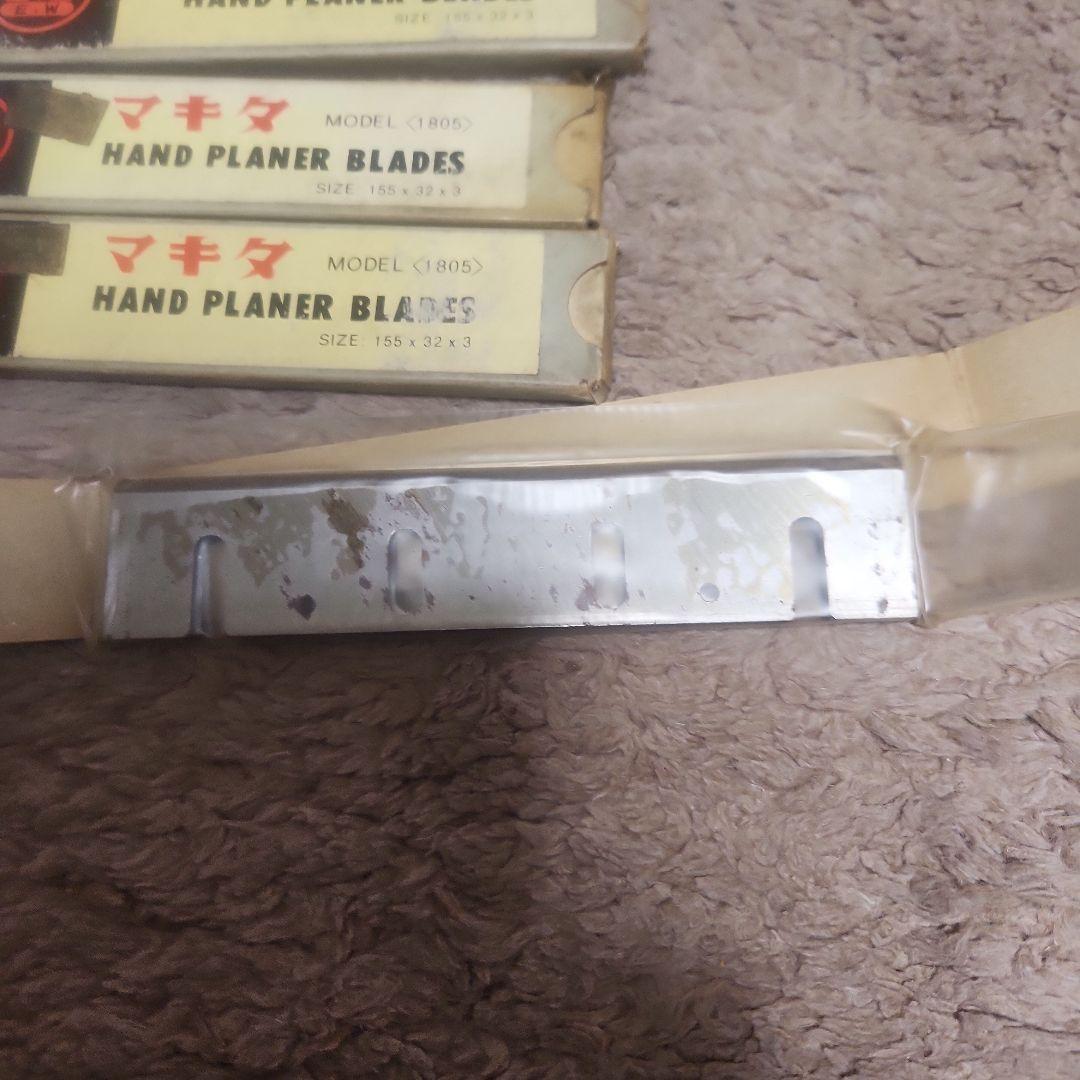 E.W
HAND PLANER BLADES
SIZE 155 x 32 x 3
マキタ MODEL <1805>
HAND PLANER BLADES
SIZE: 155 x 32 x 3
マキタ MODEL <1805>
HAND PLANER BLADES
SIZE: 155 x 32 x 3